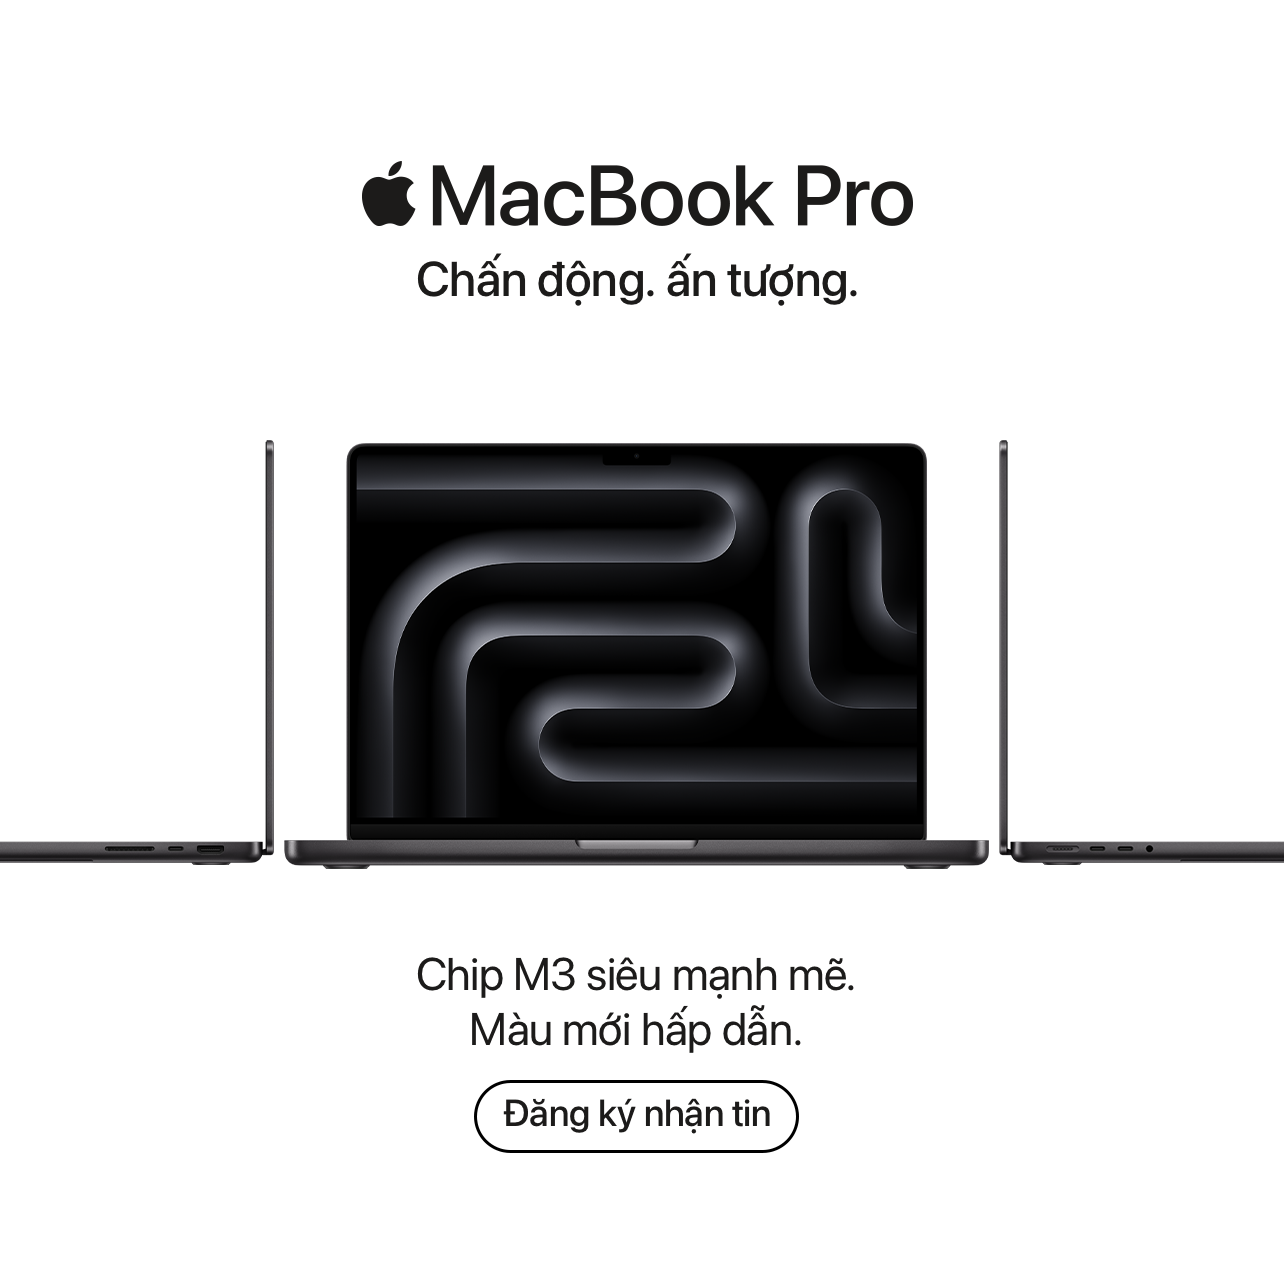 MacBook Pro
Chấn động. ấn tượng.
Chip M3 siêu mạnh mẽ.
Màu mới hấp dẫn.
Đăng ký nhận tin